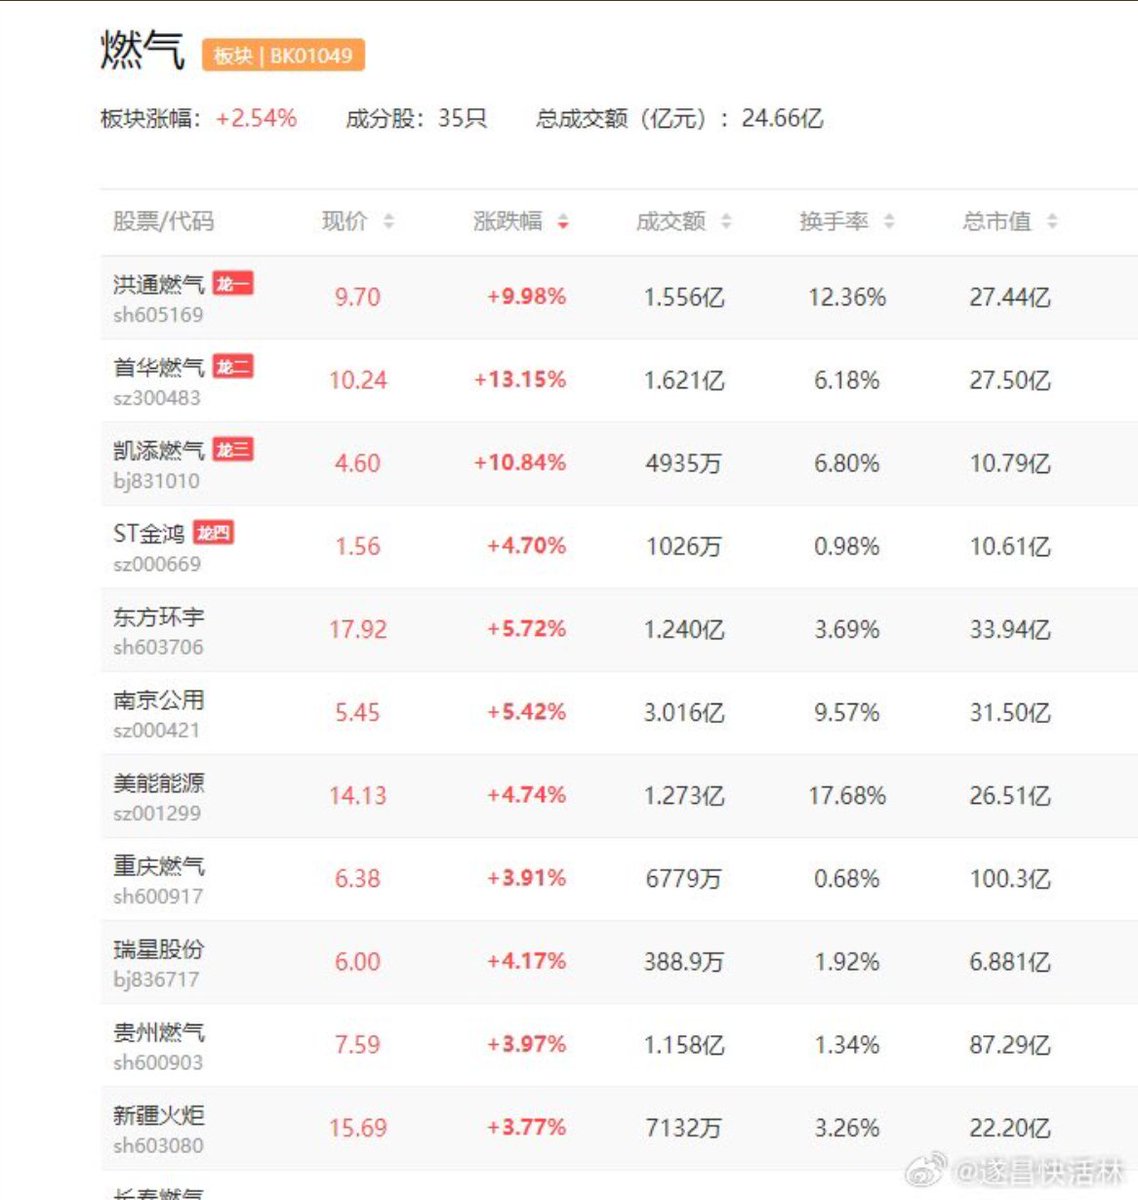 燃气 板块 | BK01049
板块涨幅：+2.54% 成分股：35只 总成交额（亿元）：24.66亿
股票/代码 现价 涨跌幅 成交额 换手率 总市值
洪通燃气 龙一 9.70 +9.98% 1.556亿 12.36% 27.44亿
sh605169
首华燃气 龙二 10.24 +13.15% 1.621亿 6.18% 27.50亿
sz300483
凯添燃气 龙三 4.60 +10.84% 4935万 6.80% 10.79亿
bj831010
ST金鸿 龙四 1.56 +4.70% 1026万 0.98% 10.61亿
sz000669
东方环宇 17.92 +5.72% 1.240亿 3.69% 33.94亿
sh603706
南京公用 5.45 +5.42% 3.016亿 9.57% 31.50亿
sz000421
美能能源 14.13 +4.74% 1.273亿 17.68% 26.51亿
sz001299
重庆燃气 6.38 +3.91% 6779万 0.68% 100.3亿
sh600917
瑞星股份 6.00 +4.17% 388.9万 1.92% 6.881亿
bj836717
贵州燃气 7.59 +3.97% 1.158亿 1.34% 87.29亿
sh600903
新疆火炬 15.69 +3.77% 7132万 3.26% 22.20亿
sh603080
长春燃气
@遂昌快活林